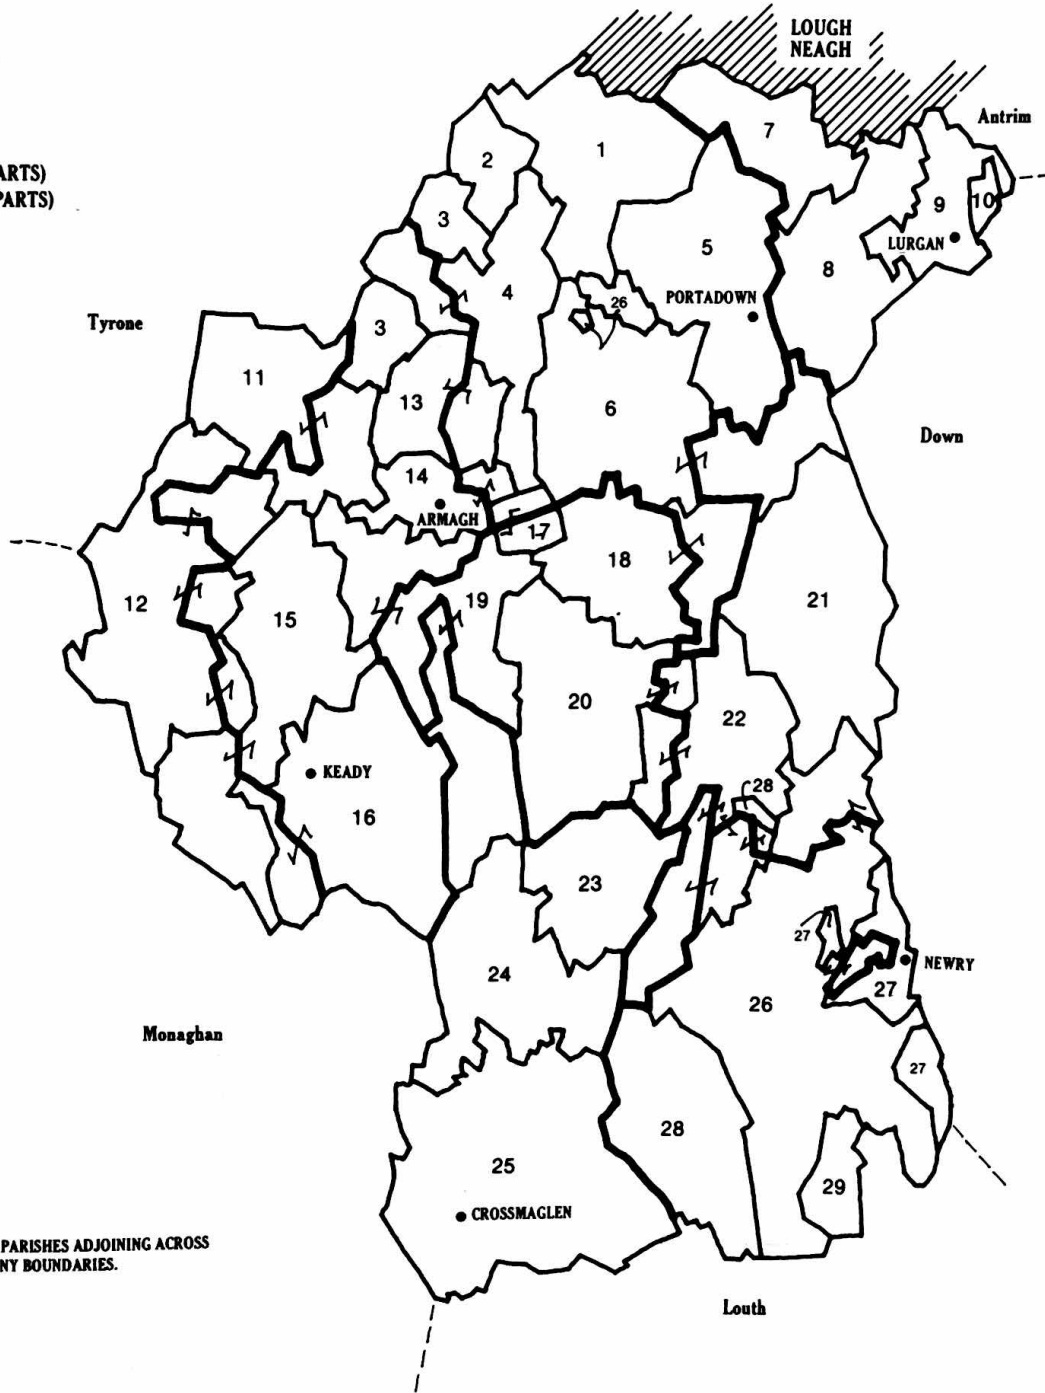 LOUGH
NEAGH
Antrim
7
1
2
ARTS)
PARTS)
10
9
3
LURGAN
5
8
4
PORTADOWN
26
Tyrone
3
11
13
6
Down
14
ARMAGH
17
18
12
19
21
15
20
22
KEADY
28
16
23
27
NEWRY
24
27
26
Monaghan
27
28
25
29
CROSSMAGLEN
PARISHES ADJOINING ACROSS
NY BOUNDARIES.
Louth